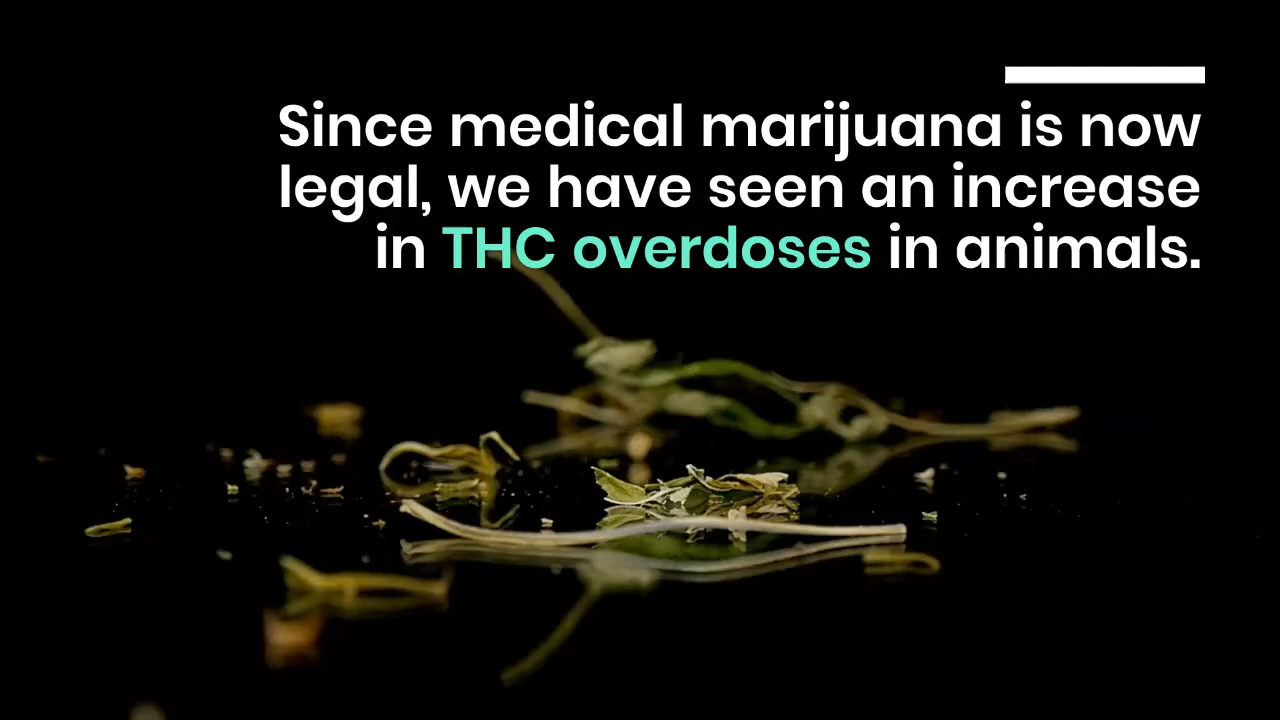 Since medical marijuana is now
legal, we have seen an increase
in THC overdoses in animals.